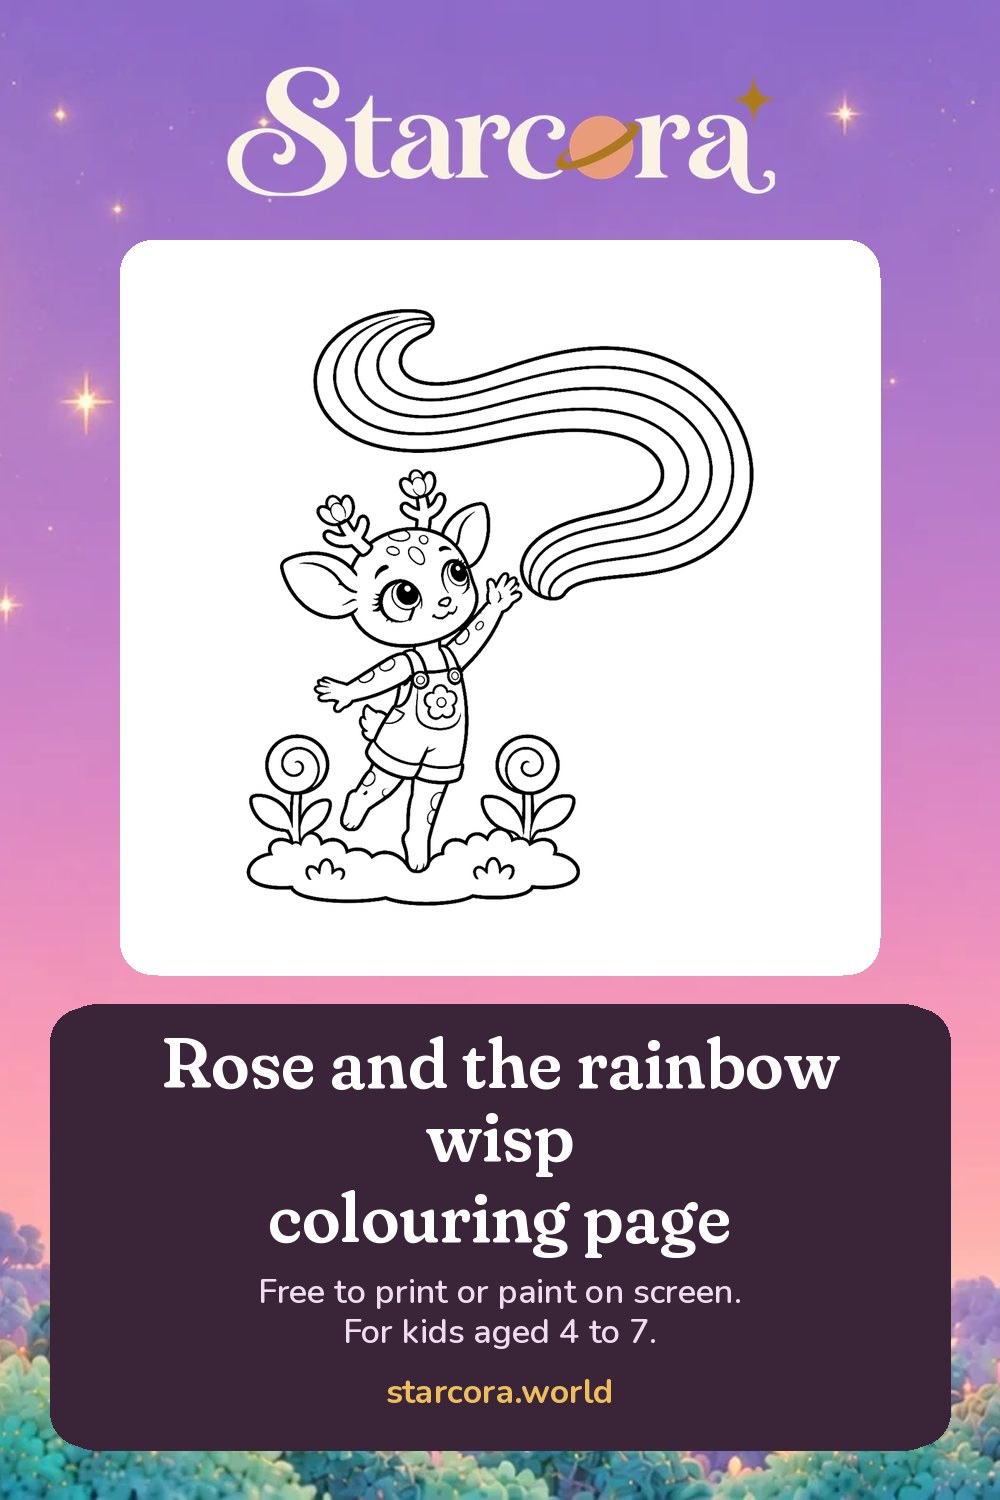 Starcora
Rose and the rainbow
wisp
colouring page
Free to print or paint on screen.
For kids aged 4 to 7.
starcora.world